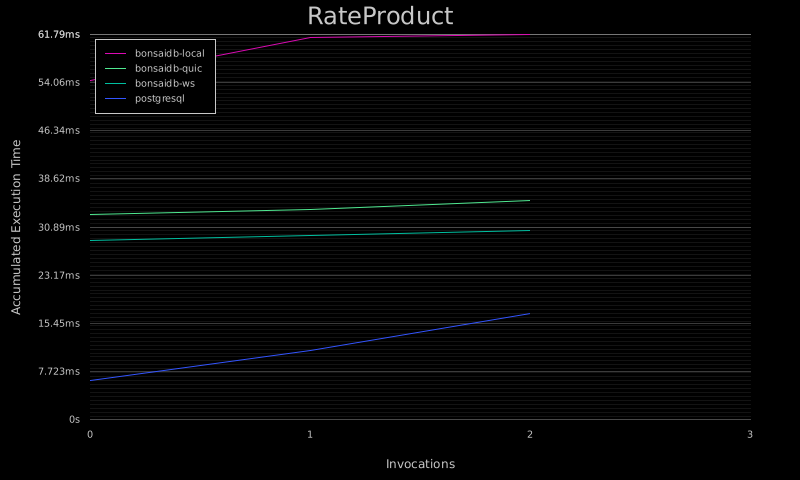 RateProduct
61.79ms
54.06ms
46.34ms
38.62ms
30.89ms
23.17ms
15.45ms
7.723ms
0s
bonsaidb-local
bonsaidb-quic
bonsaidb-ws
postgresql
Accumulated Execution Time
0 1 2 3
Invocations